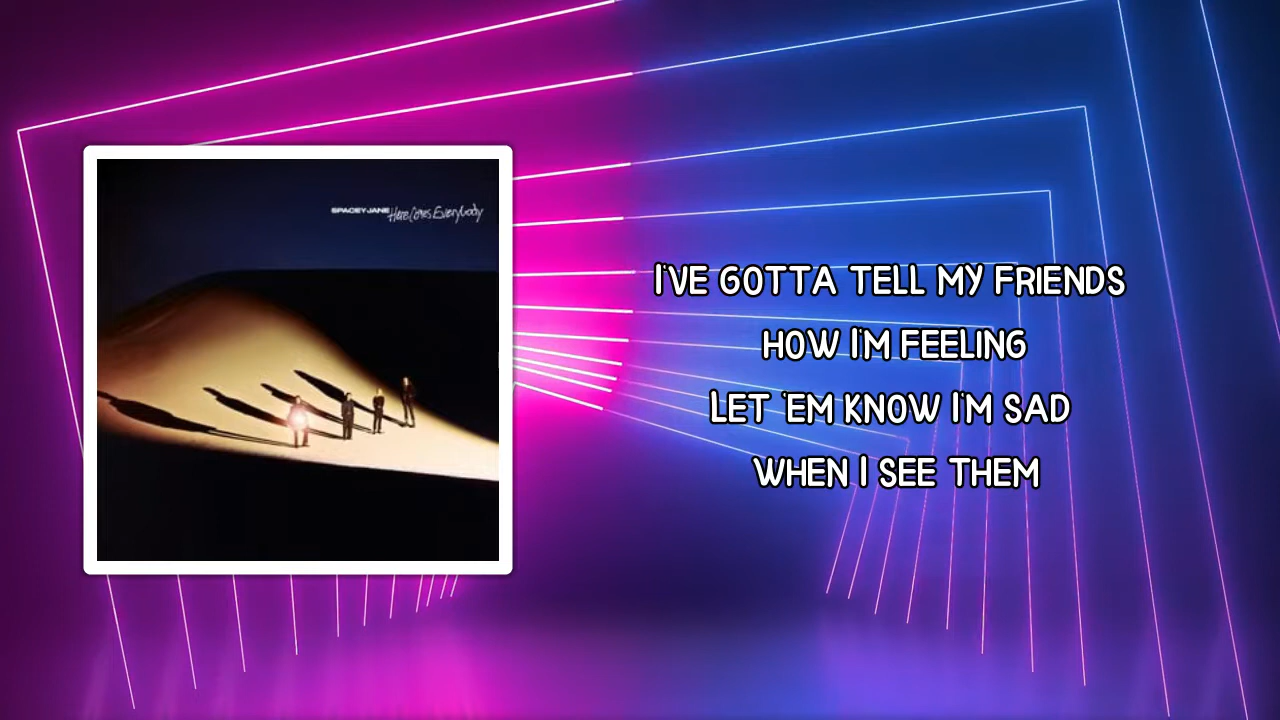 SPACEY JANE Here Comes Everybody
I'VE GOTTA TELL MY FRIENDS
HOW I'M FEELING
LET 'EM KNOW I'M SAD
WHEN I SEE THEM